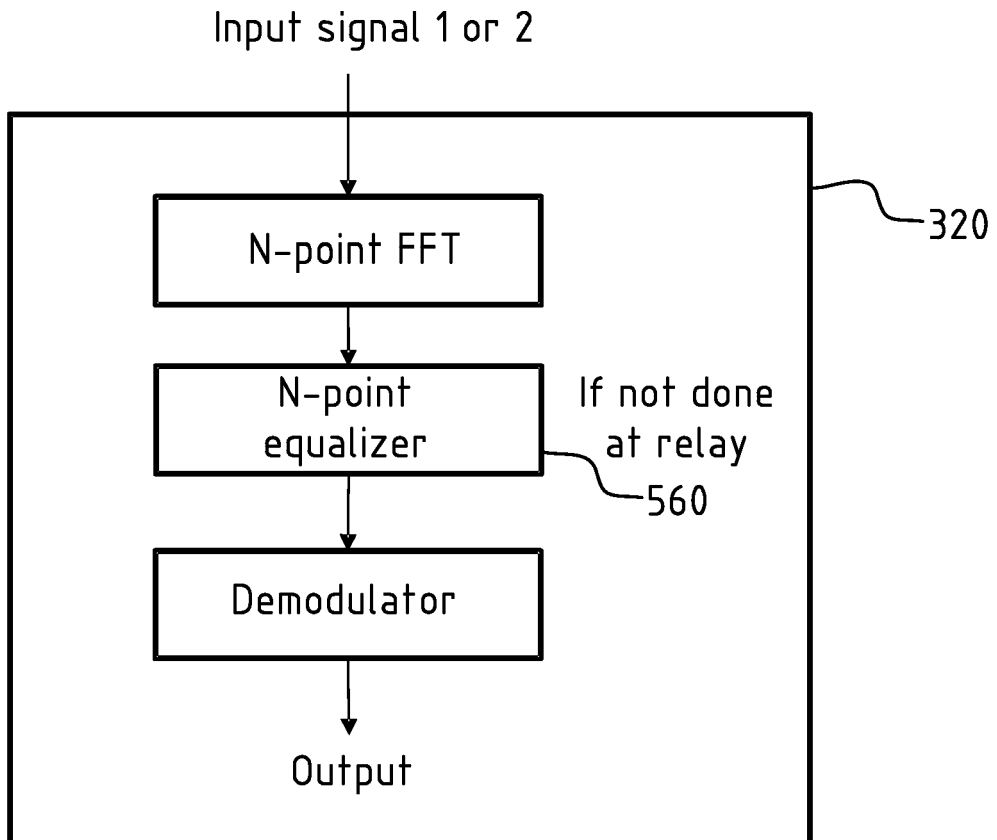 Input signal 1 or 2
320
N-point FFT
N-point
equalizer
If not done
at relay
560
Demodulator
Output